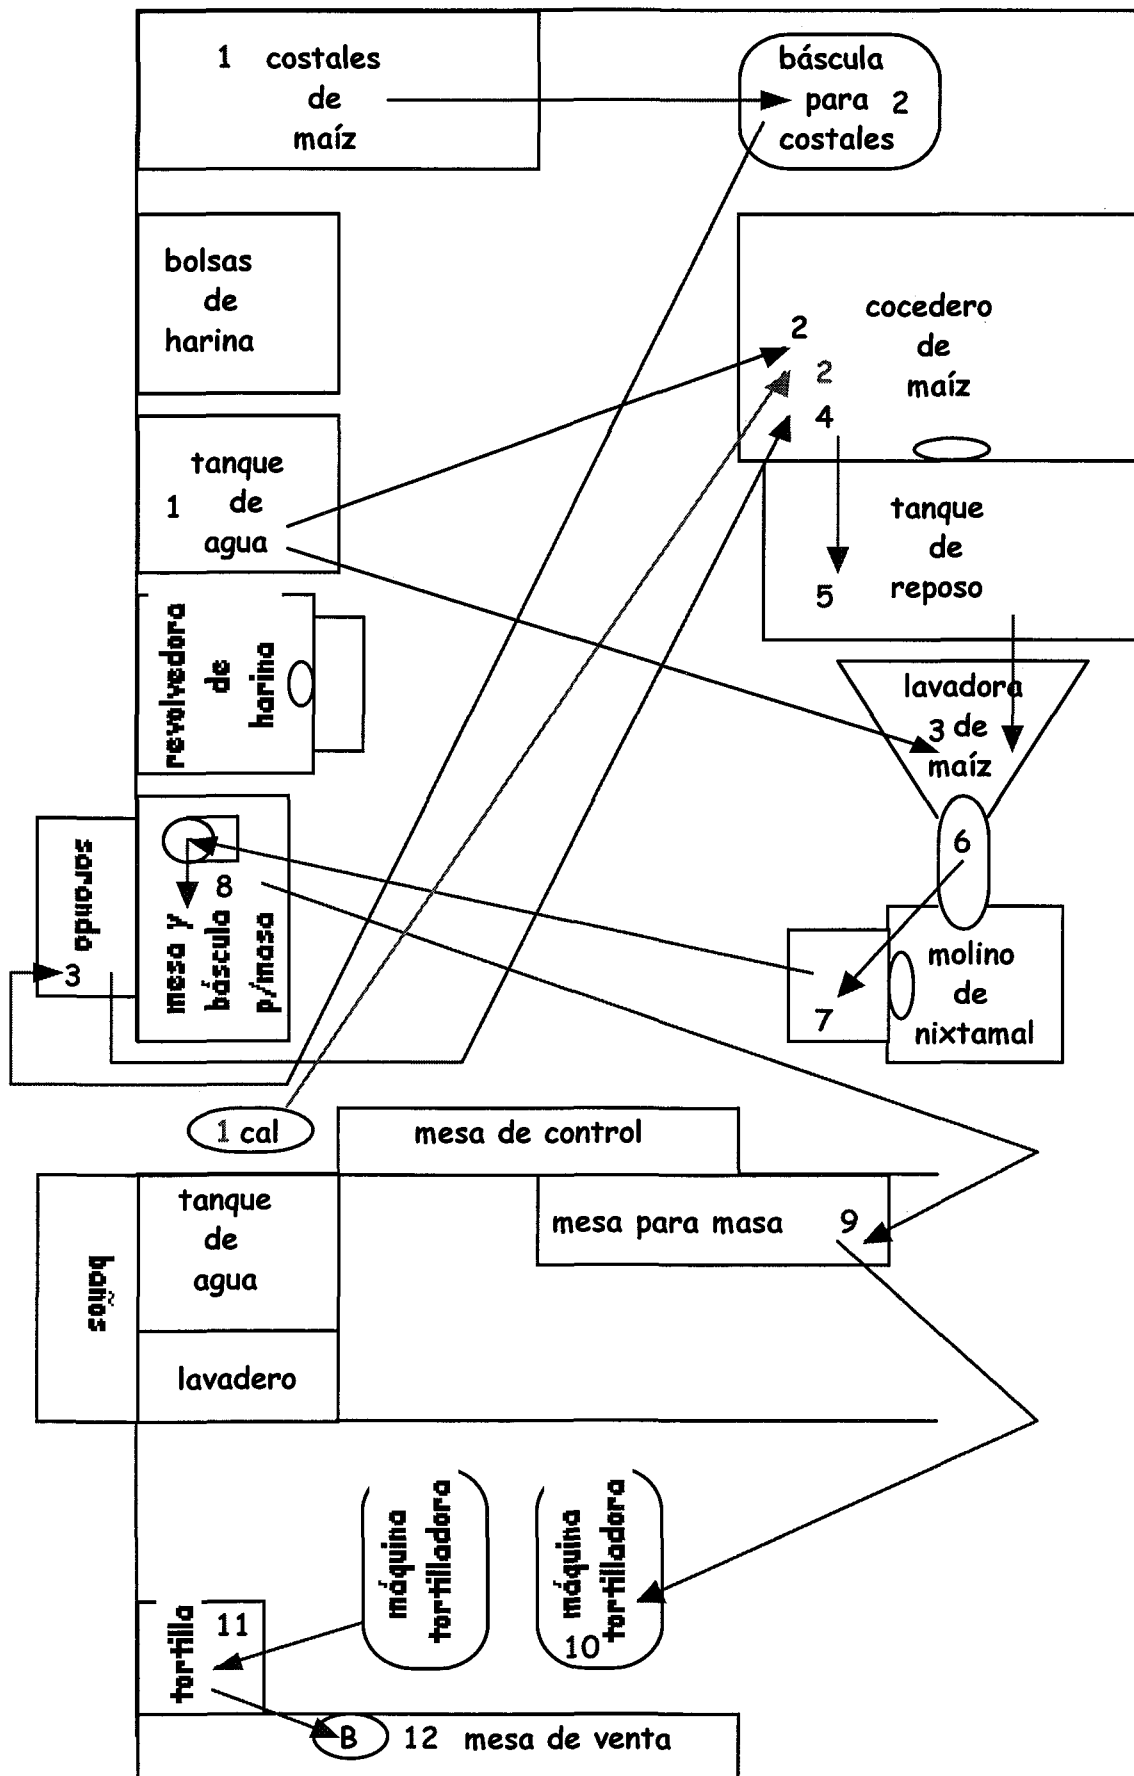 1 costales
de
maíz
báscula
para 2
costales
bolsas
de
harina
2
2
4
cocedero
de
maíz
tanque
1 de
agua
tanque
de
5 reposo
revolvedora
de
harina
lavadora
3 de
maíz
sorando
3
8
mesa y
báscula
p/masa
6
molino
de
nixtamal
7
1 cal
mesa de control
baños
tanque
de
agua
mesa para masa 9
lavadero
máquina
tortilladora
máquina
tortilladora
10
tortilla
11
B 12 mesa de venta